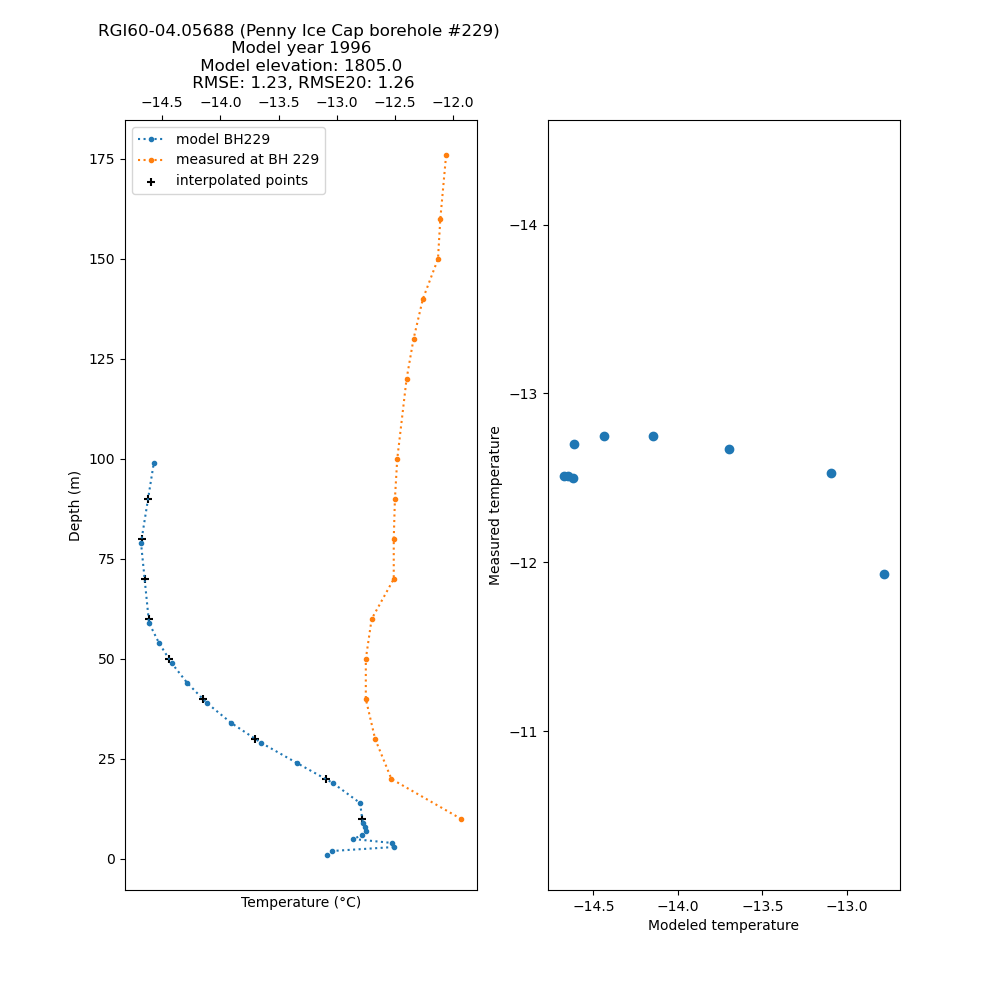 RGI60-04.05688 (Penny Ice Cap borehole #229)
Model year 1996
Model elevation: 1805.0
RMSE: 1.23, RMSE20: 1.26
−14.5 −14.0 −13.5 −13.0 −12.5 −12.0
model BH229
measured at BH 229
interpolated points
175
150
125
100
75
50
25
0
Depth (m)
Temperature (°C)
−14
−13
−12
−11
Measured temperature
−14.5 −14.0 −13.5 −13.0
Modeled temperature